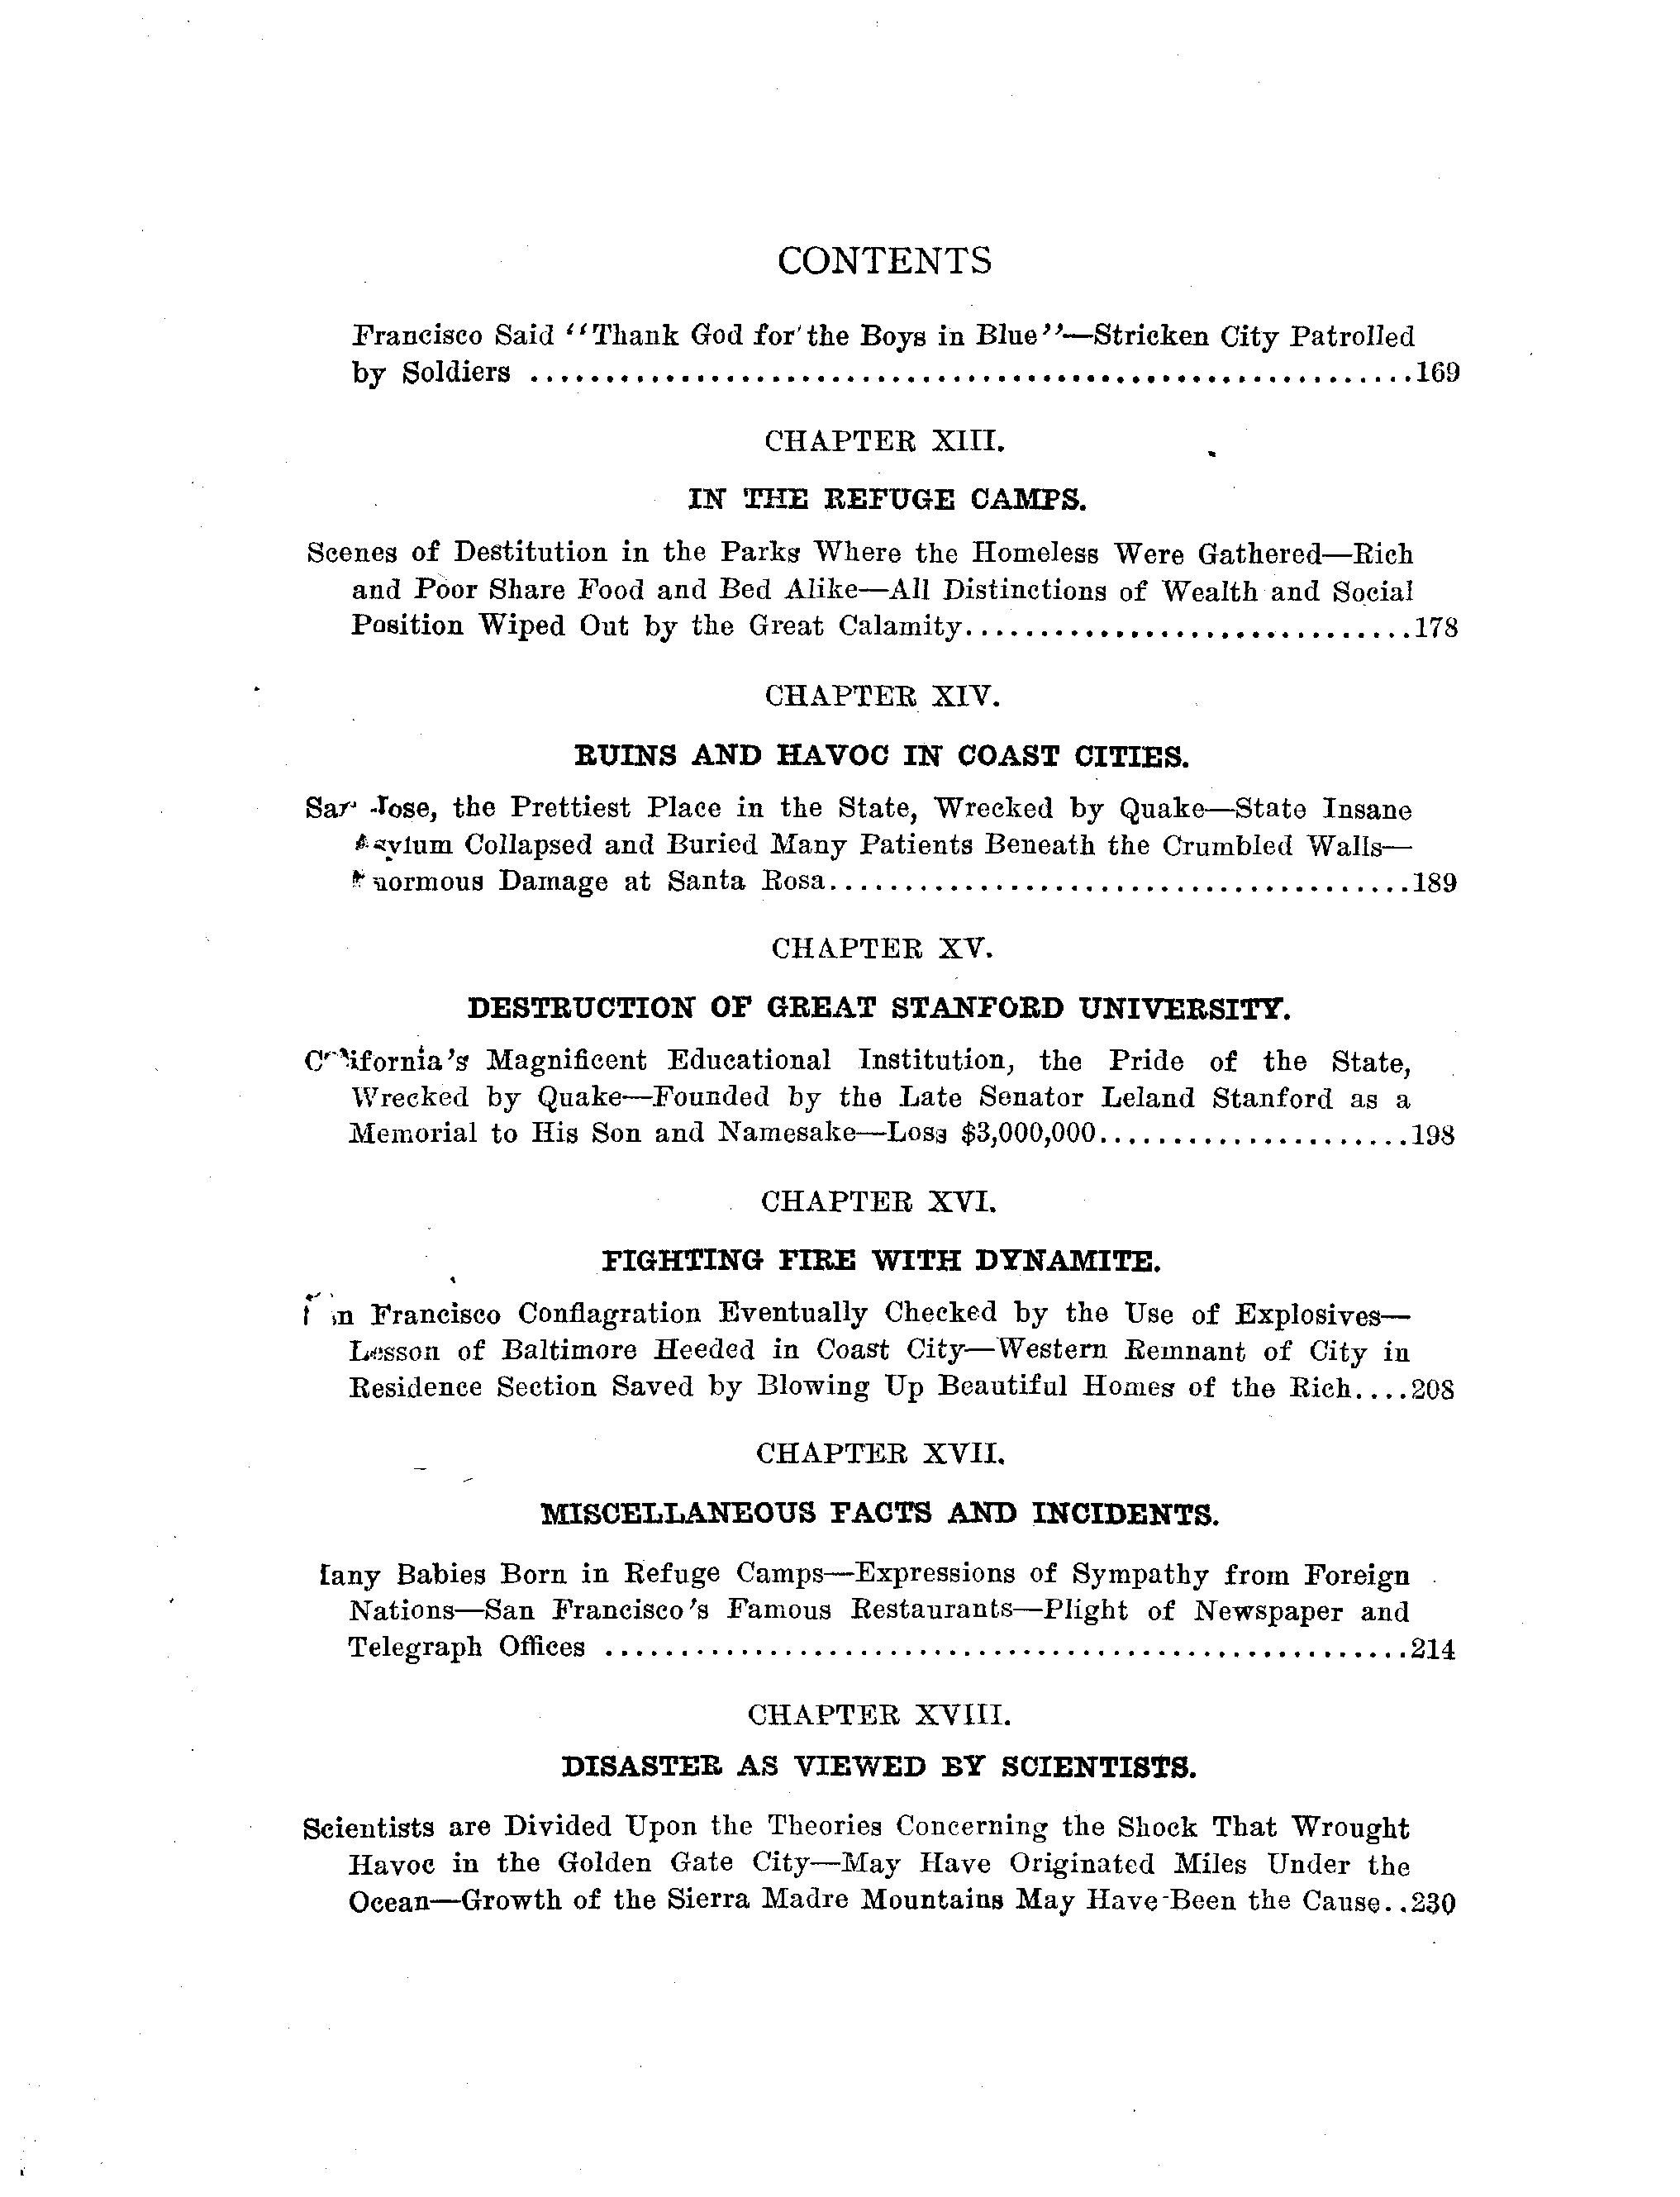 CONTENTS
Francisco Said "Thank God for the Boys in Blue"—Stricken City Patrolled
by Soldiers ...........................................................169
CHAPTER XIII.
IN THE REFUGE CAMPS.
Scenes of Destitution in the Parks Where the Homeless Were Gathered—Rich
and Poor Share Food and Bed Alike—All Distinctions of Wealth and Social
Position Wiped Out by the Great Calamity..............................178
CHAPTER XIV.
RUINS AND HAVOC IN COAST CITIES.
San Jose, the Prettiest Place in the State, Wrecked by Quake—State Insane
Asylum Collapsed and Buried Many Patients Beneath the Crumbled Walls—
Enormous Damage at Santa Rosa.......................................189
CHAPTER XV.
DESTRUCTION OF GREAT STANFORD UNIVERSITY.
California's Magnificent Educational Institution, the Pride of the State,
Wrecked by Quake—Founded by the Late Senator Leland Stanford as a
Memorial to His Son and Namesake—Loss $3,000,000.....................198
CHAPTER XVI.
FIGHTING FIRE WITH DYNAMITE.
San Francisco Conflagration Eventually Checked by the Use of Explosives—
Lesson of Baltimore Heeded in Coast City—Western Remnant of City in
Residence Section Saved by Blowing Up Beautiful Homes of the Rich....208
CHAPTER XVII.
MISCELLANEOUS FACTS AND INCIDENTS.
Many Babies Born in Refuge Camps—Expressions of Sympathy from Foreign
Nations—San Francisco's Famous Restaurants—Plight of Newspaper and
Telegraph Offices ......................................................214
CHAPTER XVIII.
DISASTER AS VIEWED BY SCIENTISTS.
Scientists are Divided Upon the Theories Concerning the Shock That Wrought
Havoc in the Golden Gate City—May Have Originated Miles Under the
Ocean—Growth of the Sierra Madre Mountains May Have Been the Cause..230